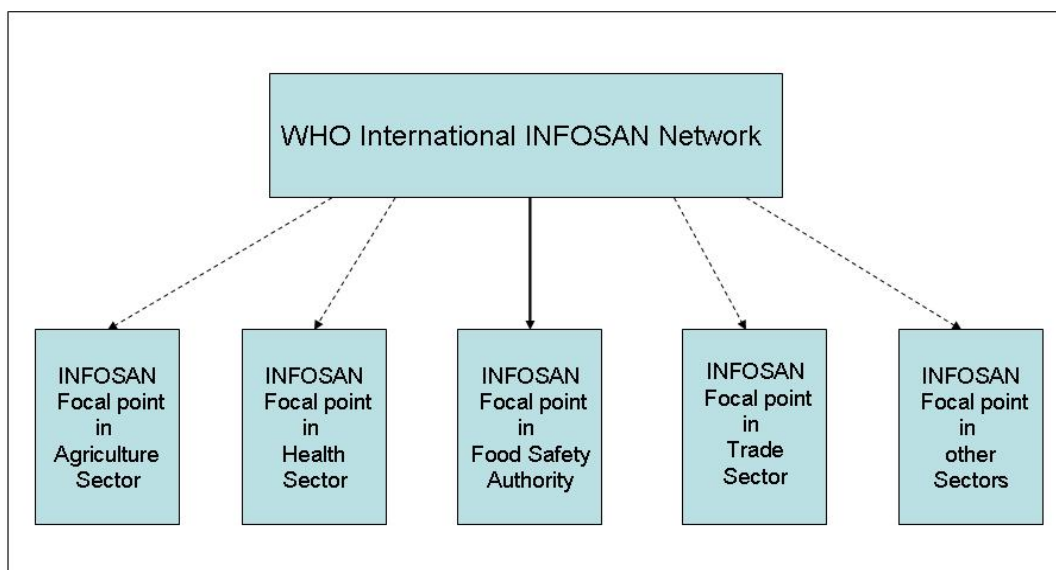 WHO International INFOSAN Network
INFOSAN
Focal point
in
Agriculture
Sector
INFOSAN
Focal point
in
Health
Sector
INFOSAN
Focal point
in
Food Safety
Authority
INFOSAN
Focal point
in
Trade
Sector
INFOSAN
Focal point
in
other
Sectors